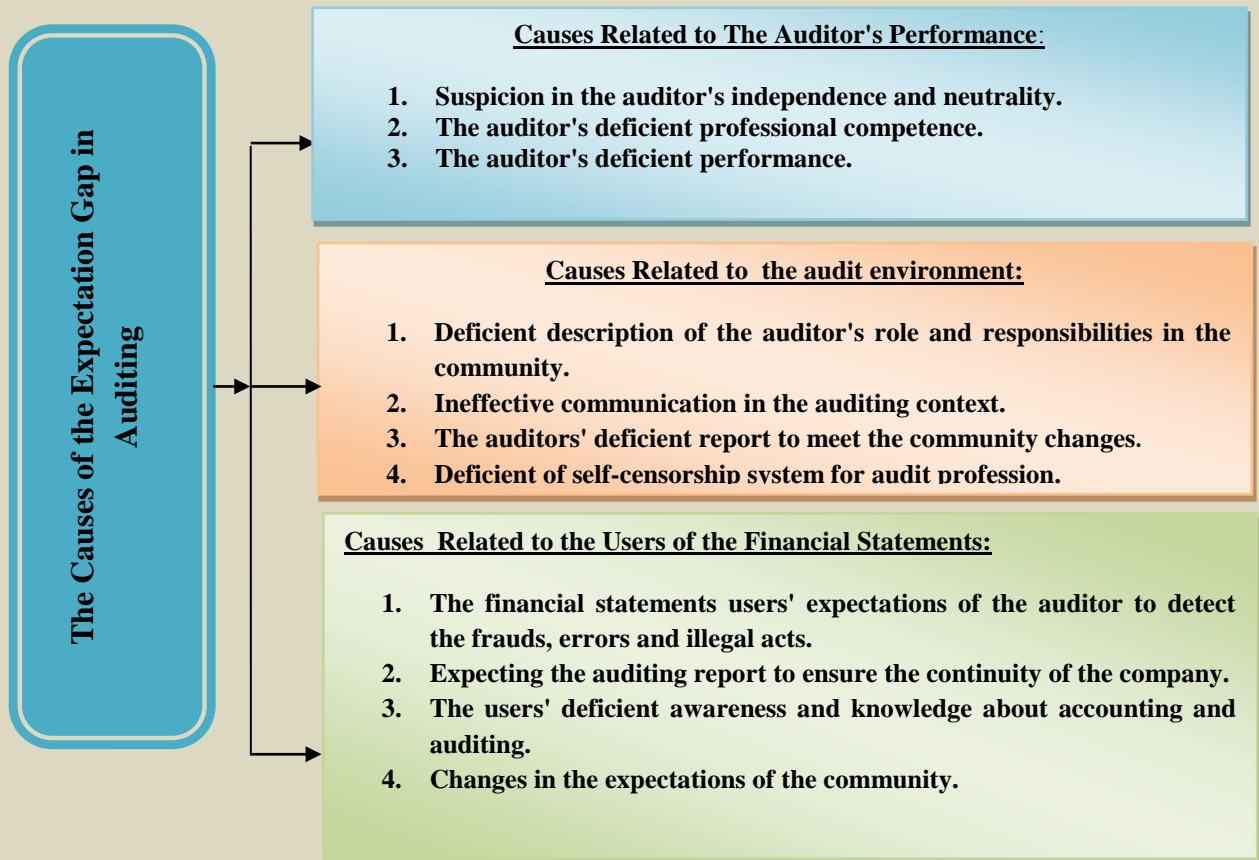 The Causes of the Expectation Gap in
Auditing
Causes Related to The Auditor's Performance:
1. Suspicion in the auditor's independence and neutrality.
2. The auditor's deficient professional competence.
3. The auditor's deficient performance.
Causes Related to the audit environment:
1. Deficient description of the auditor's role and responsibilities in the
community.
2. Ineffective communication in the auditing context.
3. The auditors' deficient report to meet the community changes.
4. Deficient of self-censorship system for audit profession.
Causes Related to the Users of the Financial Statements:
1. The financial statements users' expectations of the auditor to detect
the frauds, errors and illegal acts.
2. Expecting the auditing report to ensure the continuity of the company.
3. The users' deficient awareness and knowledge about accounting and
auditing.
4. Changes in the expectations of the community.